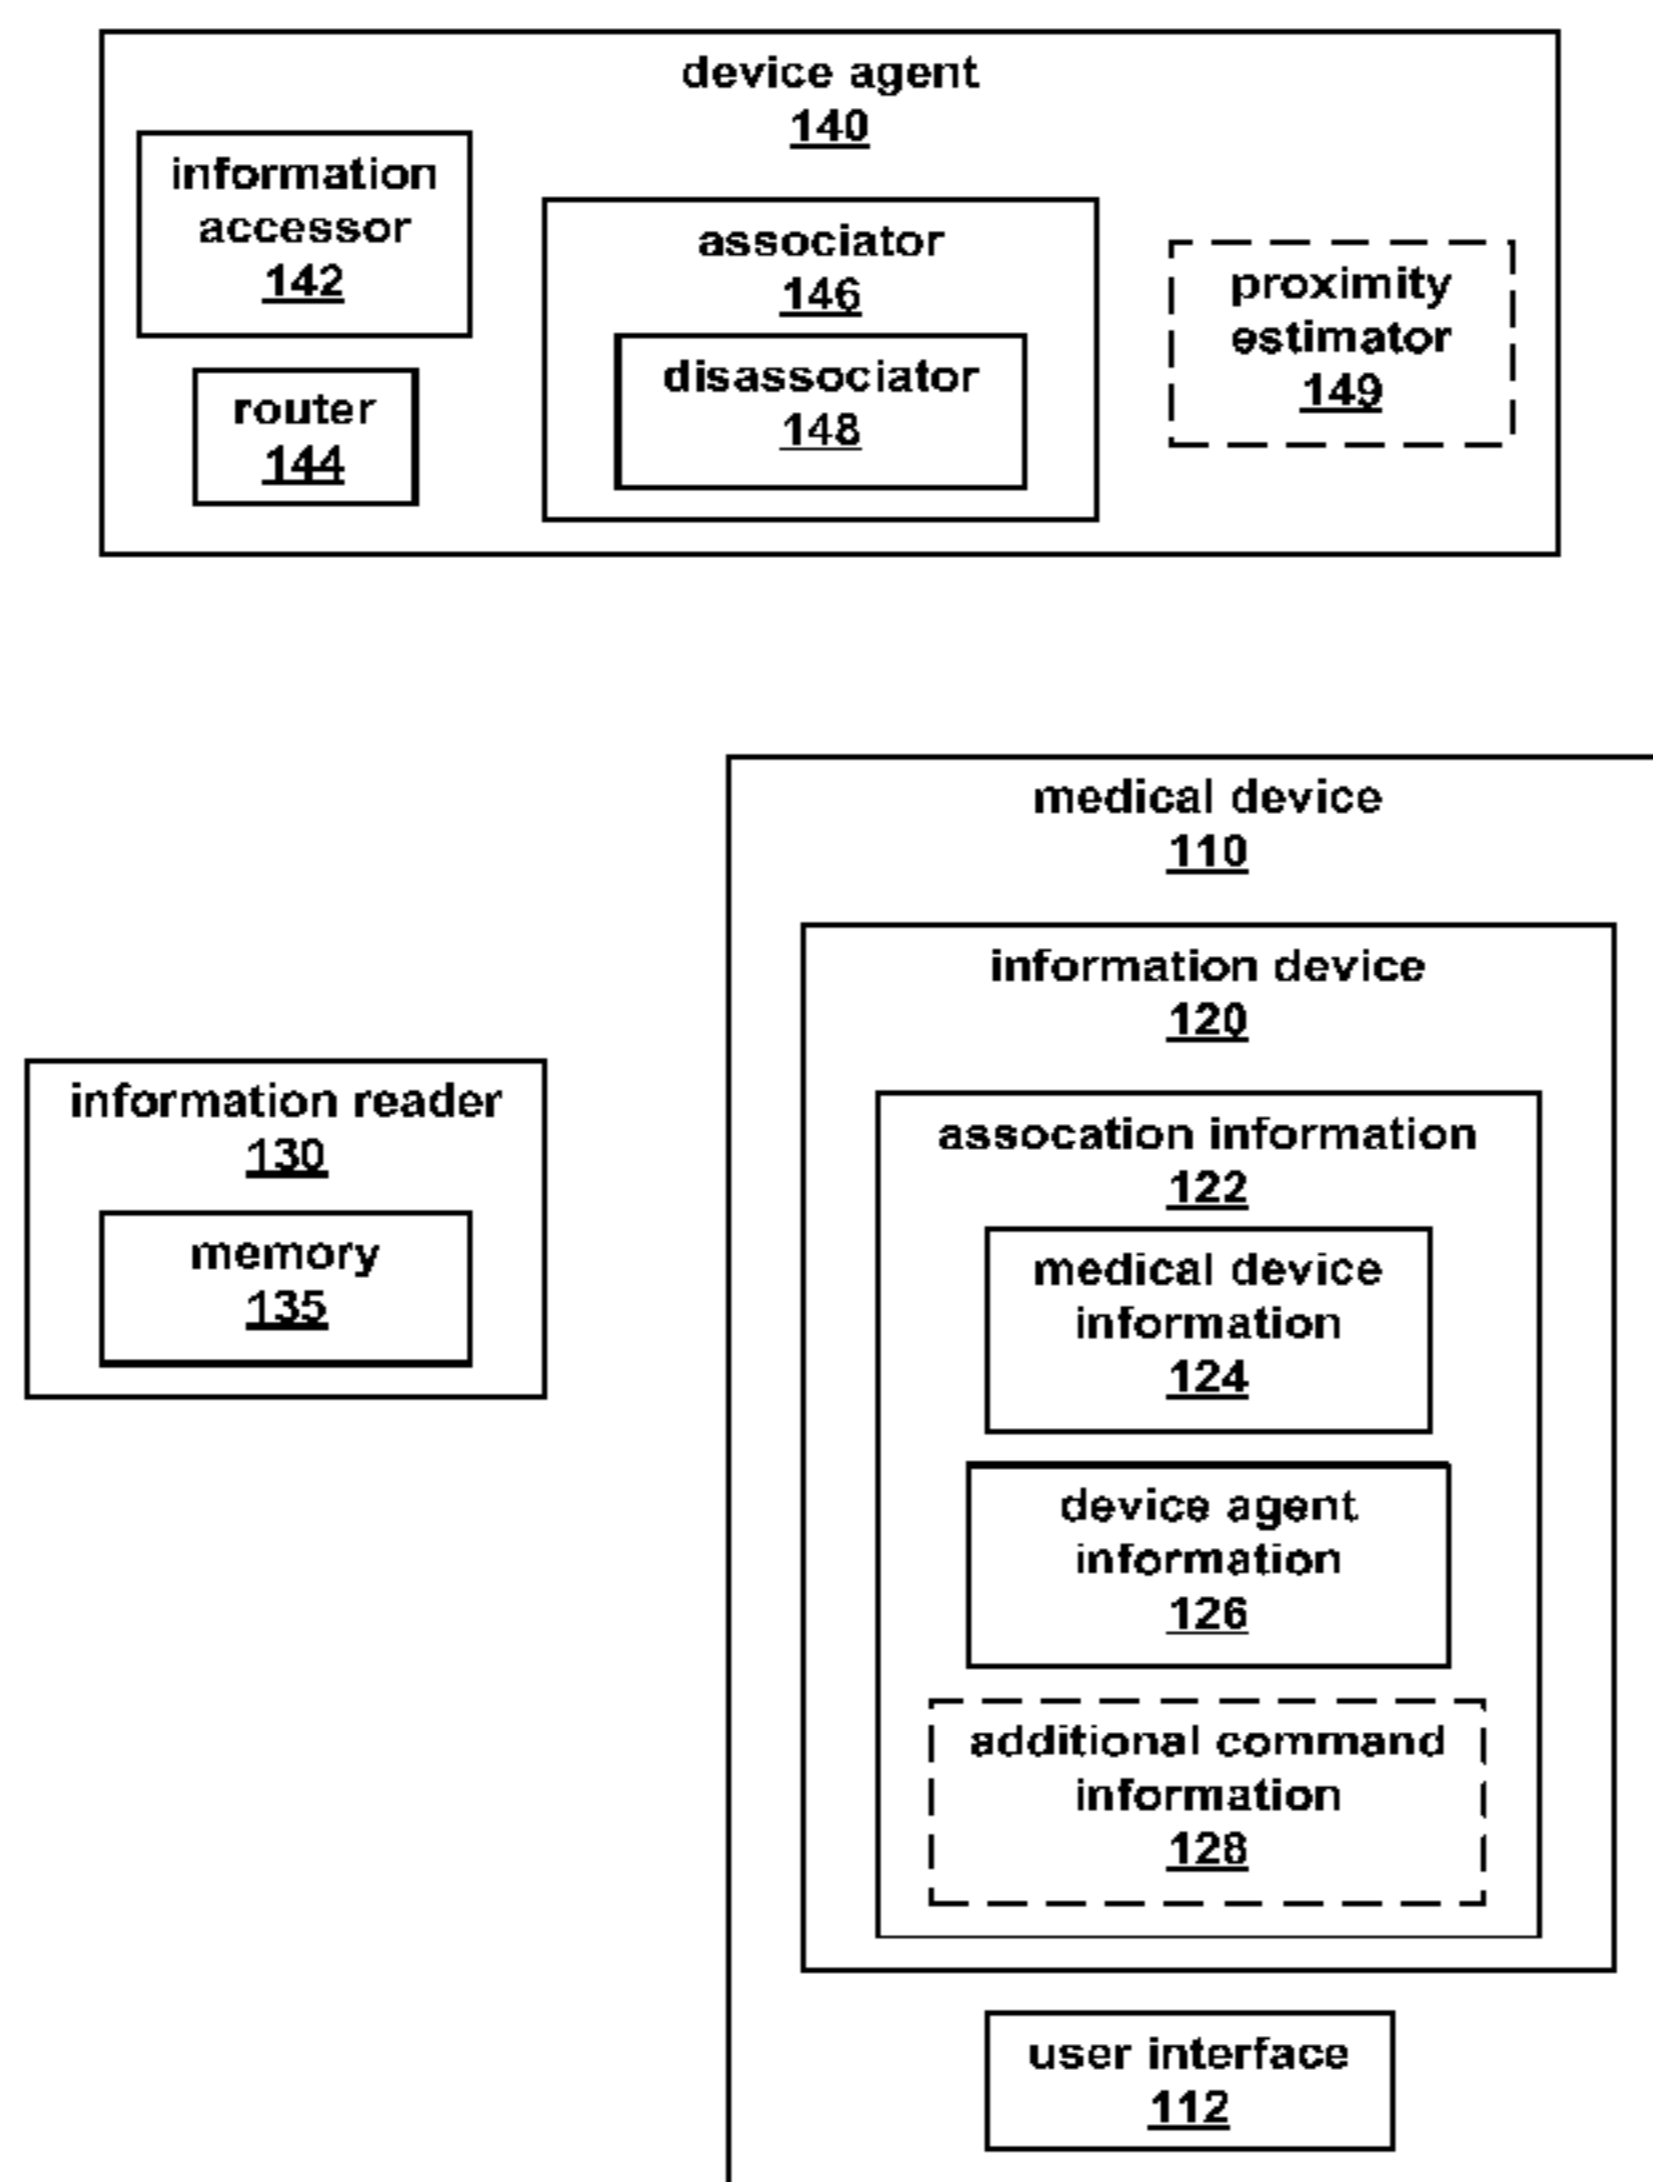 device agent
140
information
accessor
142
router
144
associator
146
disassociator
148
proximity
estimator
149
information reader
130
memory
135
medical device
110
information device
120
assocation information
122
medical device
information
124
device agent
information
126
additional command
information
128
user interface
112